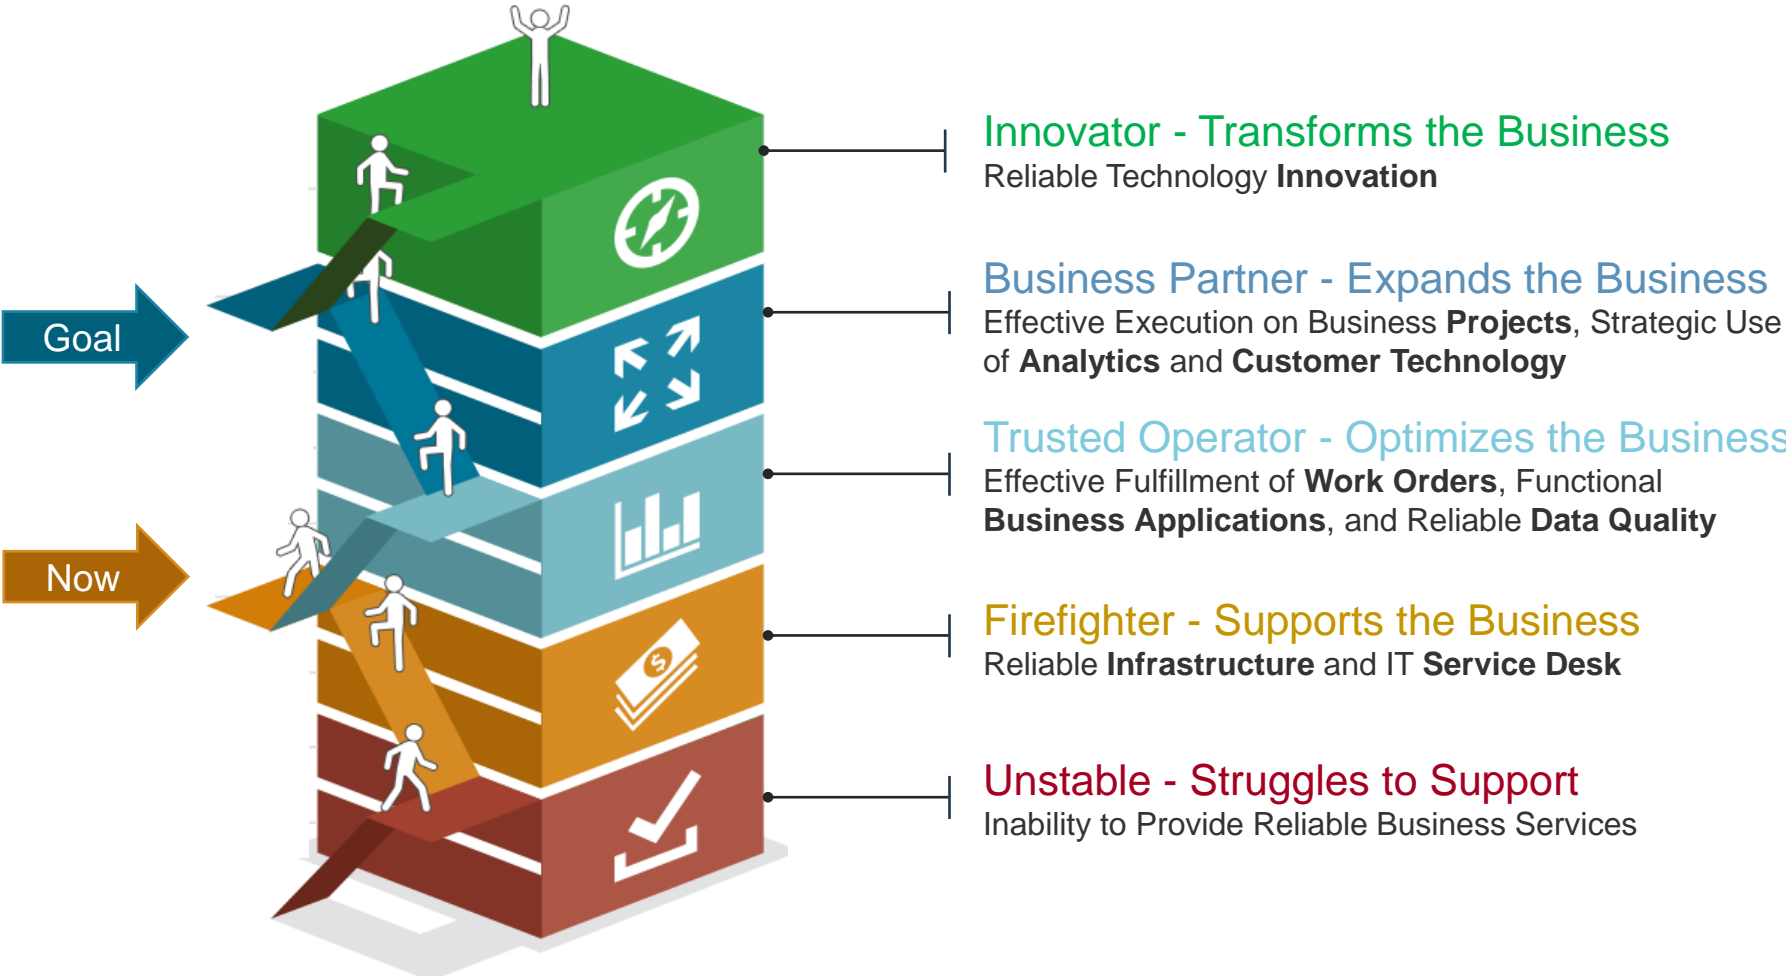 Innovator - Transforms the Business
Reliable Technology Innovation
Goal
Business Partner - Expands the Business
Effective Execution on Business Projects, Strategic Use
of Analytics and Customer Technology
Trusted Operator - Optimizes the Business
Effective Fulfillment of Work Orders, Functional
Business Applications, and Reliable Data Quality
Now
Firefighter - Supports the Business
Reliable Infrastructure and IT Service Desk
$
Unstable - Struggles to Support
Inability to Provide Reliable Business Services